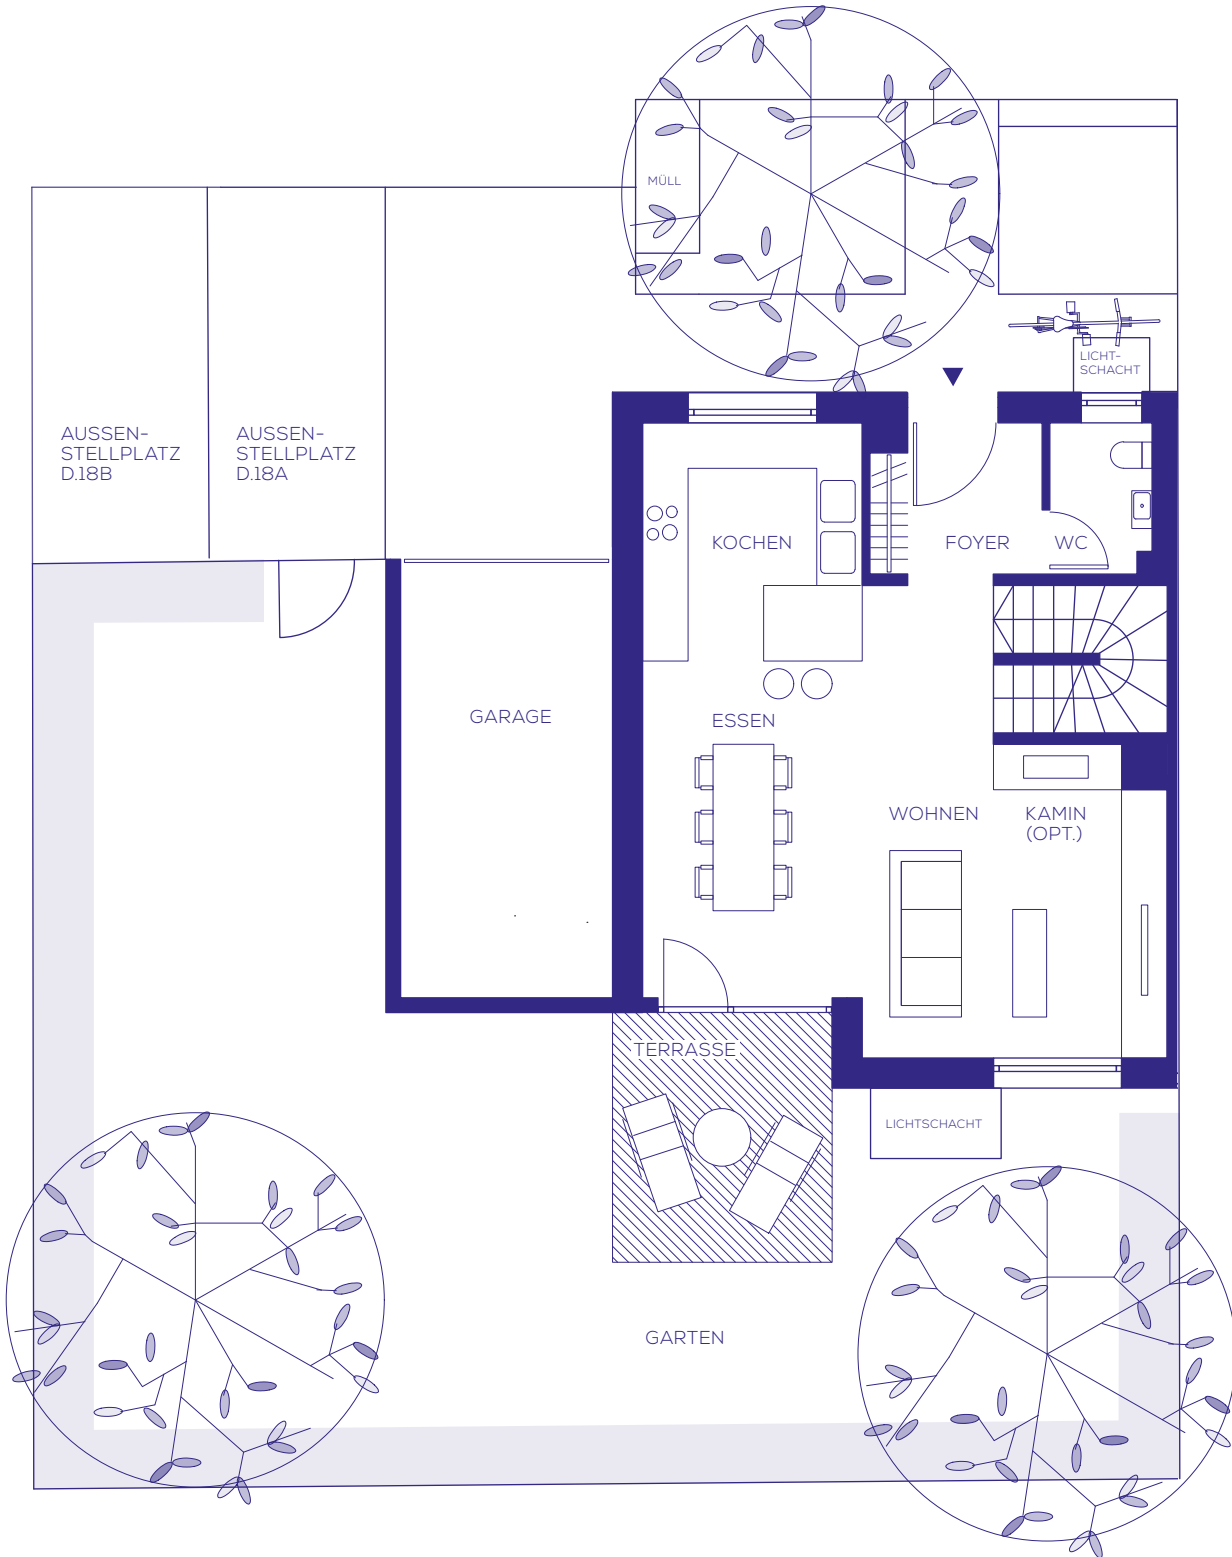 MÜLL
LICHT-
SCHACHT
AUSSEN-
STELLPLATZ
D.18B
AUSSEN-
STELLPLATZ
D.18A
KOCHEN
FOYER
WC
GARAGE
ESSEN
WOHNEN
KAMIN
(OPT.)
TERRASSE
LICHTSCHACHT
GARTEN